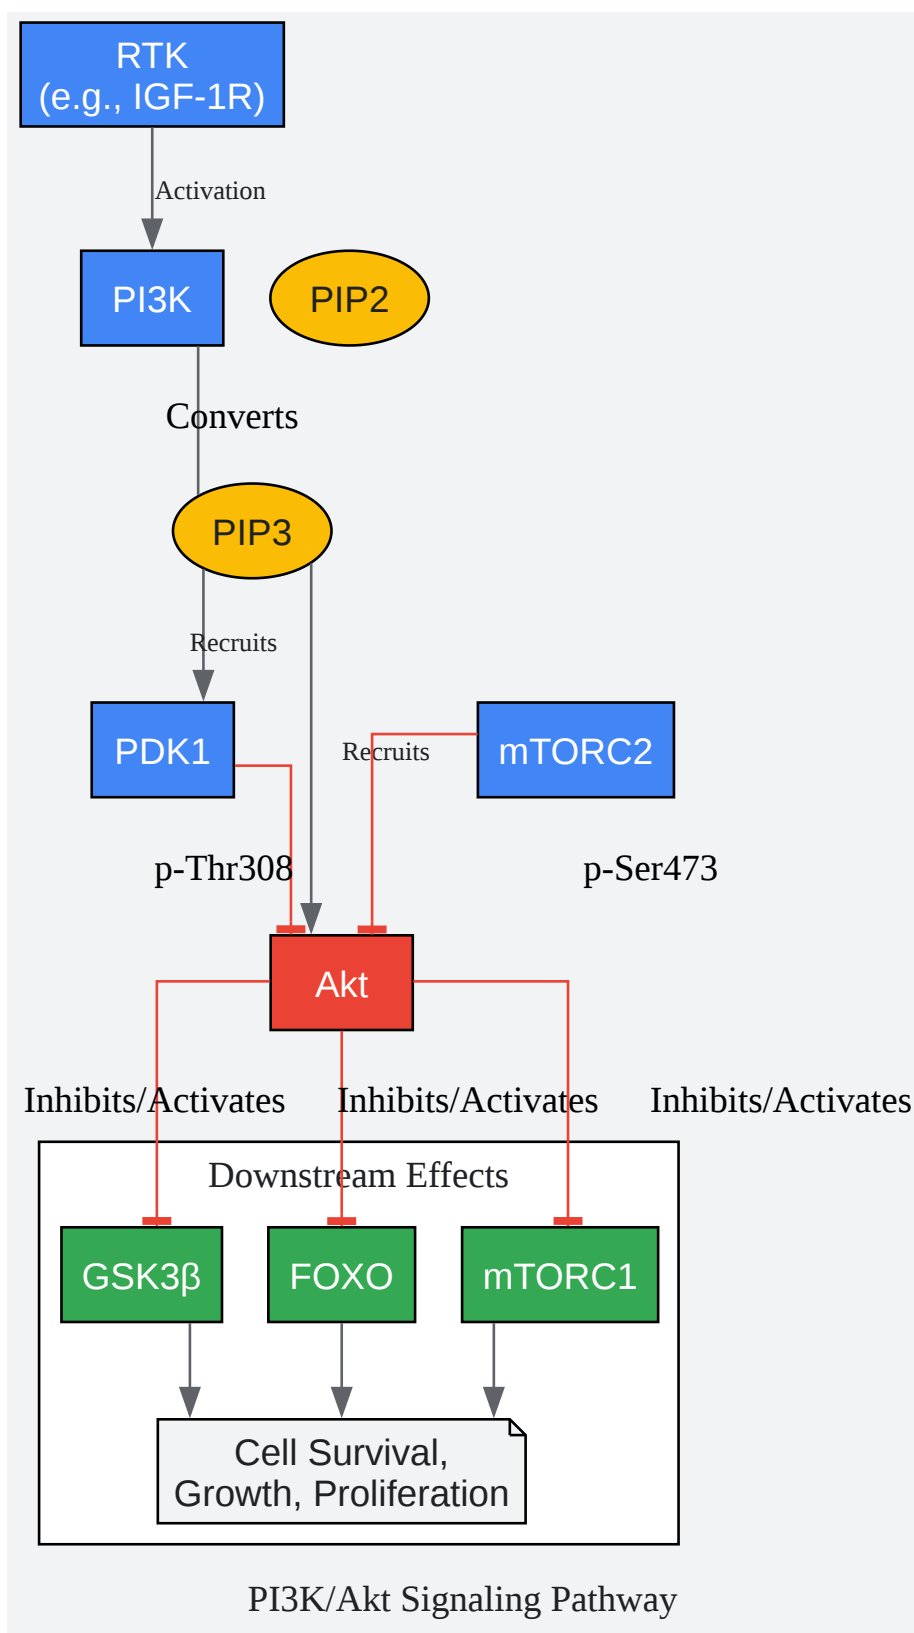 RTK
(e.g., IGF-1R)
Activation
PI3K
PIP2
Converts
PIP3
Recruits
PDK1
Recruits
mTORC2
p-Thr308
p-Ser473
Akt
Inhibits/Activates
Inhibits/Activates
Inhibits/Activates
Downstream Effects
GSK3β
FOXO
mTORC1
Cell Survival,
Growth, Proliferation
PI3K/Akt Signaling Pathway